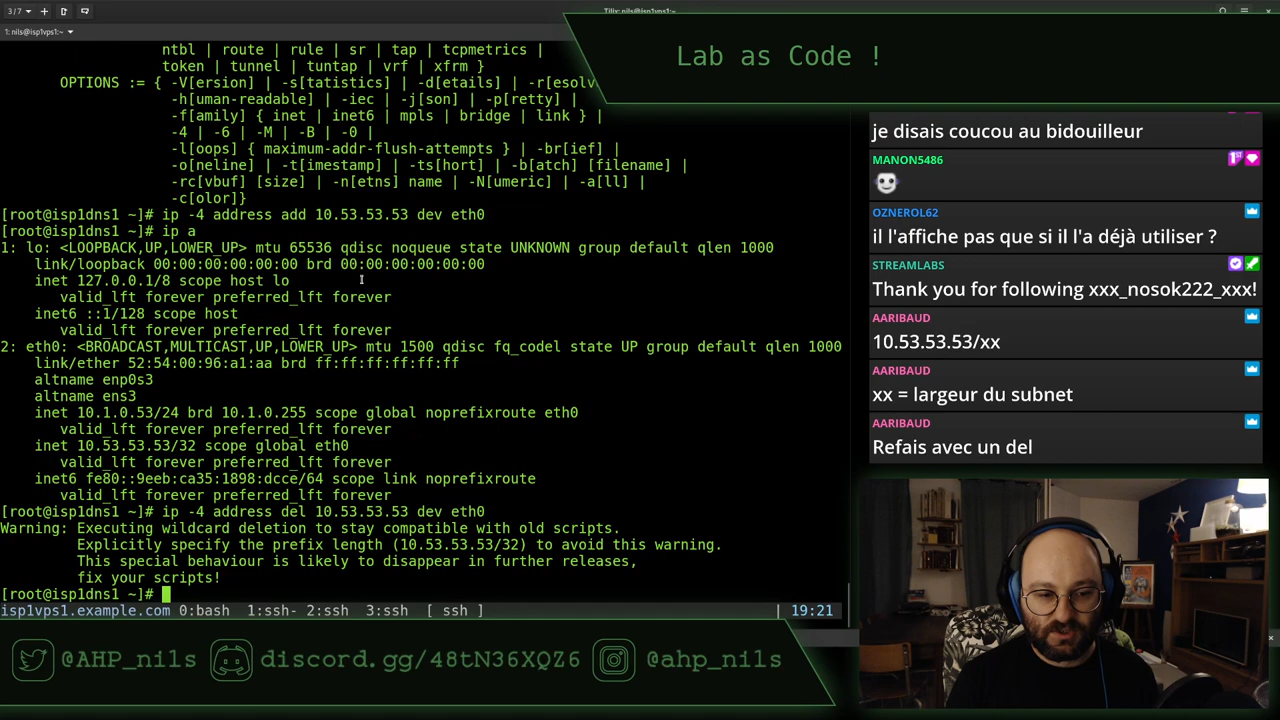 3/7
Tilix: nils@isp1vps1:~
1: nils@isp1vps1:~
Lab as Code !
ntbl | route | rule | sr | tap | tcpmetrics |
token | tunnel | tuntap | vrf | xfrm }
OPTIONS := { -V[ersion] | -s[tatistics] | -d[etails] | -r[esolv
-h[uman-readable] | -iec | -j[son] | -p[retty] |
-f[amily] { inet | inet6 | mpls | bridge | link } |
-4 | -6 | -M | -B | -0 |
-l[oops] { maximum-addr-flush-attempts } | -br[ief] |
-o[neline] | -t[imestamp] | -ts[hort] | -b[atch] [filename] |
-rc[vbuf] [size] | -n[etns] name | -N[umeric] | -a[ll] |
-c[olor]}
[root@isp1dns1 ~]# ip -4 address add 10.53.53.53 dev eth0
[root@isp1dns1 ~]# ip a
1: lo: <LOOPBACK,UP,LOWER_UP> mtu 65536 qdisc noqueue state UNKNOWN group default qlen 1000
link/loopback 00:00:00:00:00:00 brd 00:00:00:00:00:00
inet 127.0.0.1/8 scope host lo
valid_lft forever preferred_lft forever
inet6 ::1/128 scope host
valid_lft forever preferred_lft forever
2: eth0: <BROADCAST,MULTICAST,UP,LOWER_UP> mtu 1500 qdisc fq_codel state UP group default qlen 1000
link/ether 52:54:00:96:a1:aa brd ff:ff:ff:ff:ff:ff
altname enp0s3
altname ens3
inet 10.1.0.53/24 brd 10.1.0.255 scope global noprefixroute eth0
valid_lft forever preferred_lft forever
inet 10.53.53.53/32 scope global eth0
valid_lft forever preferred_lft forever
inet6 fe80::9eeb:ca35:1898:dcce/64 scope link noprefixroute
valid_lft forever preferred_lft forever
[root@isp1dns1 ~]# ip -4 address del 10.53.53.53 dev eth0
Warning: Executing wildcard deletion to stay compatible with old scripts.
Explicitly specify the prefix length (10.53.53.53/32) to avoid this warning.
This special behaviour is likely to disappear in further releases,
fix your scripts!
[root@isp1dns1 ~]#
isp1vps1.example.com 0:bash 1:ssh- 2:ssh 3:ssh [ ssh ] | 19:21
je disais coucou au bidouilleur
MANON5486
1ST
OZNEROL62
il l'affiche pas que si il l'a déjà utiliser ?
STREAMLABS
Thank you for following xxx_nosok222_xxx!
AARIBAUD
10.53.53.53/xx
AARIBAUD
xx = largeur du subnet
AARIBAUD
Refais avec un del
@AHP_nils discord.gg/48tN36XQZ6 @ahp_nils